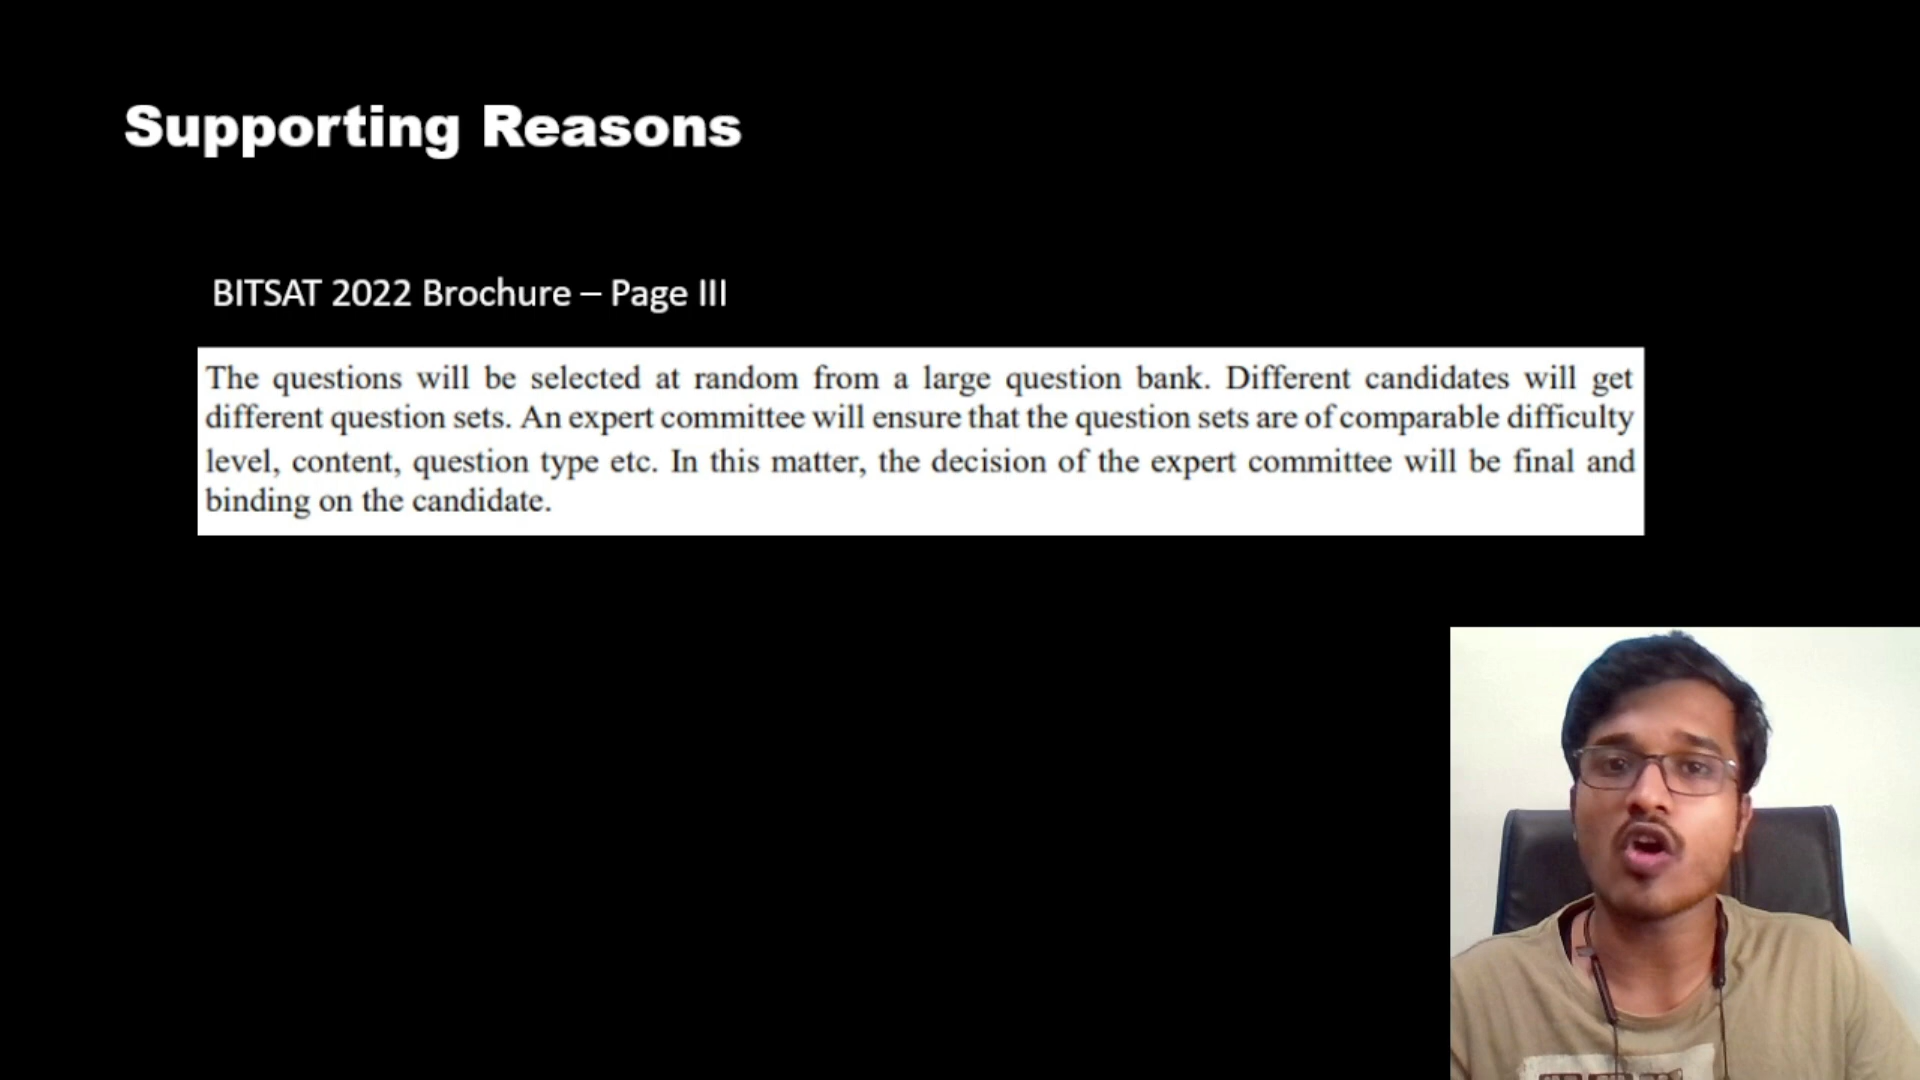 Supporting Reasons
BITSAT 2022 Brochure – Page III
The questions will be selected at random from a large question bank. Different candidates will get
different question sets. An expert committee will ensure that the question sets are of comparable difficulty
level, content, question type etc. In this matter, the decision of the expert committee will be final and
binding on the candidate.